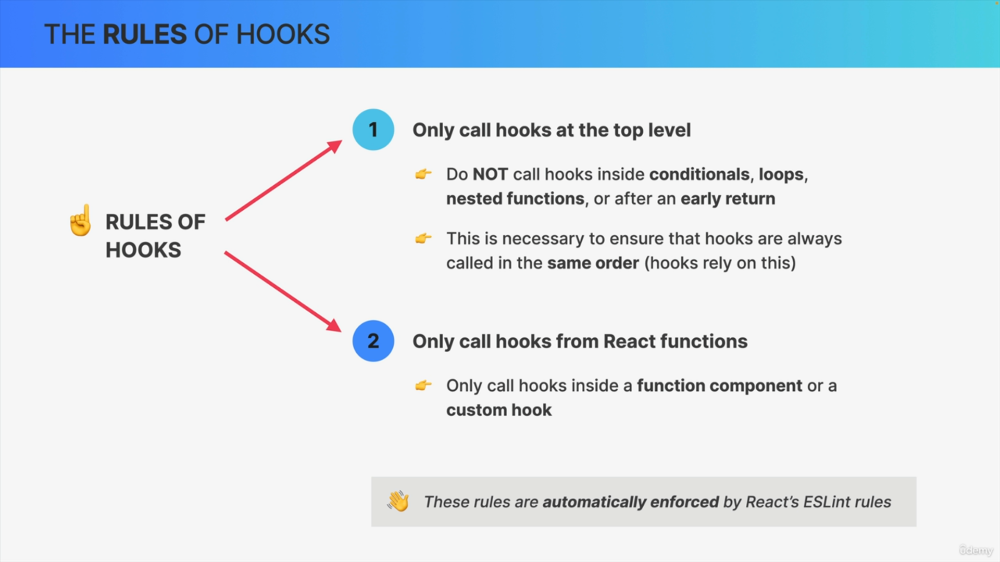 THE RULES OF HOOKS
☝️ RULES OF
HOOKS
1 Only call hooks at the top level
👉 Do NOT call hooks inside conditionals, loops,
nested functions, or after an early return
👉 This is necessary to ensure that hooks are always
called in the same order (hooks rely on this)
2 Only call hooks from React functions
👉 Only call hooks inside a function component or a
custom hook
👋 These rules are automatically enforced by React’s ESLint rules
ûdemy